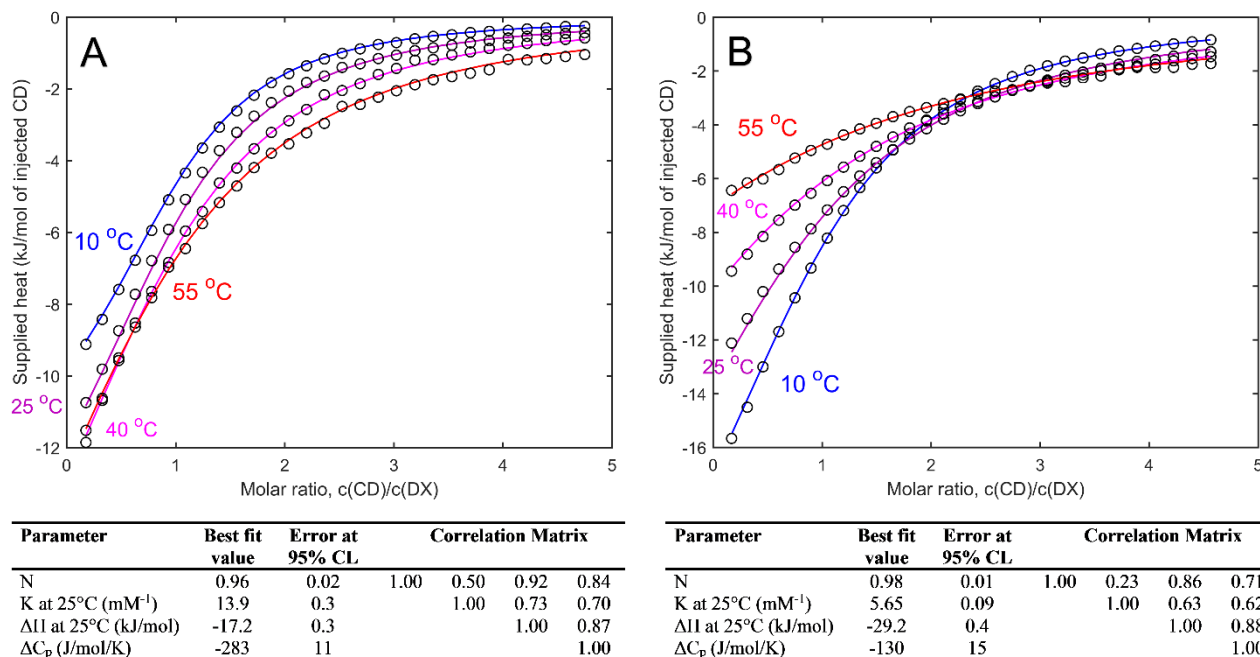 A
0
-2
-4
-6
-8
-10
-12
Supplied heat (kJ/mol of injected CD)
10 °C
55 °C
25 °C
40 °C
0 1 2 3 4 5
Molar ratio, c(CD)/c(DX)
B
0
-2
-4
-6
-8
-10
-12
-14
-16
Supplied heat (kJ/mol of injected CD)
55 °C
40 °C
25 °C
10 °C
0 1 2 3 4 5
Molar ratio, c(CD)/c(DX)
Parameter Best fit value Error at 95% CL Correlation Matrix
N 0.96 0.02 1.00 0.50 0.92 0.84
K at 25°C (mM⁻¹) 13.9 0.3 1.00 0.73 0.70
ΔH at 25°C (kJ/mol) -17.2 0.3 1.00 0.87
ΔCp (J/mol/K) -283 11 1.00
Parameter Best fit value Error at 95% CL Correlation Matrix
N 0.98 0.01 1.00 0.23 0.86 0.71
K at 25°C (mM⁻¹) 5.65 0.09 1.00 0.63 0.62
ΔH at 25°C (kJ/mol) -29.2 0.4 1.00 0.88
ΔCp (J/mol/K) -130 15 1.00